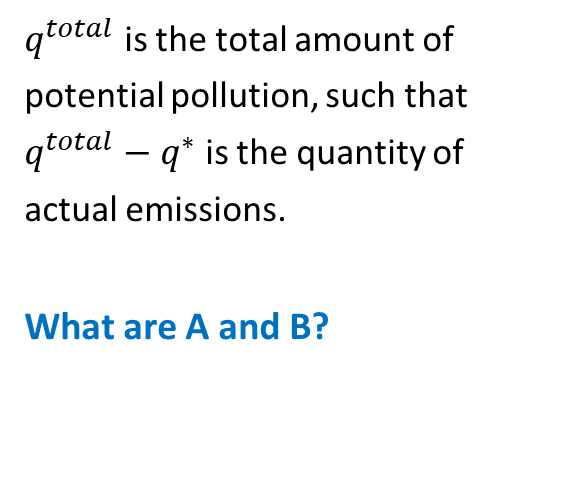 q^total is the total amount of
potential pollution, such that
q^total − q* is the quantity of
actual emissions.
What are A and B?